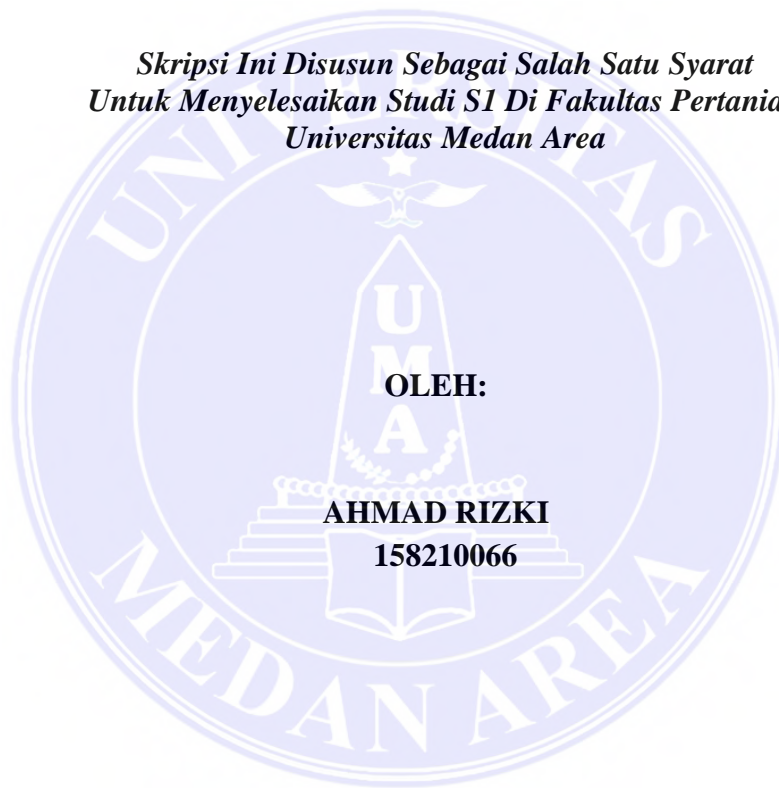 Skripsi Ini Disusun Sebagai Salah Satu Syarat
Untuk Menyelesaikan Studi S1 Di Fakultas Pertania
Universitas Medan Area
UNIVERSITAS
U
M
A
OLEH:
AHMAD RIZKI
158210066
MEDAN AREA